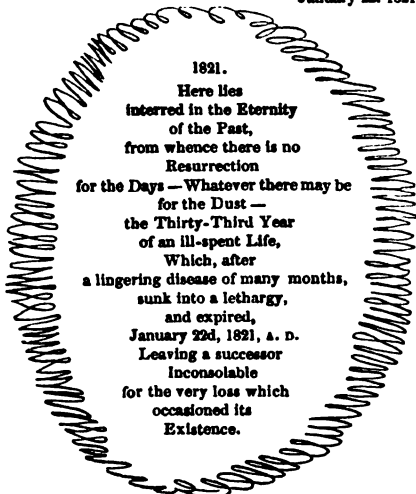 1821.
Here lies
interred in the Eternity
of the Past,
from whence there is no
Resurrection
for the Days — Whatever there may be
for the Dust —
the Thirty-Third Year
of an ill-spent Life,
Which, after
a lingering disease of many months,
sunk into a lethargy,
and expired,
January 22d, 1821, A. D.
Leaving a successor
Inconsolable
for the very loss which
occasioned its
Existence.